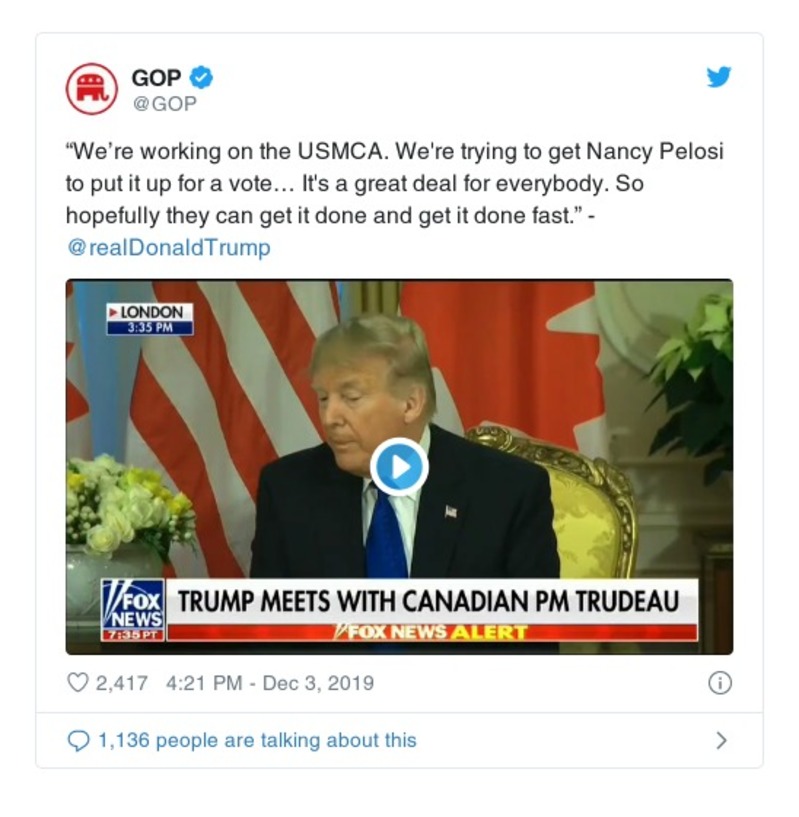 GOP
@GOP
“We’re working on the USMCA. We're trying to get Nancy Pelosi
to put it up for a vote… It's a great deal for everybody. So
hopefully they can get it done and get it done fast.” -
@realDonaldTrump
LONDON
3:35 PM
FOX
NEWS
7:35 PT
TRUMP MEETS WITH CANADIAN PM TRUDEAU
FOX NEWS ALERT
2,417 4:21 PM - Dec 3, 2019
1,136 people are talking about this